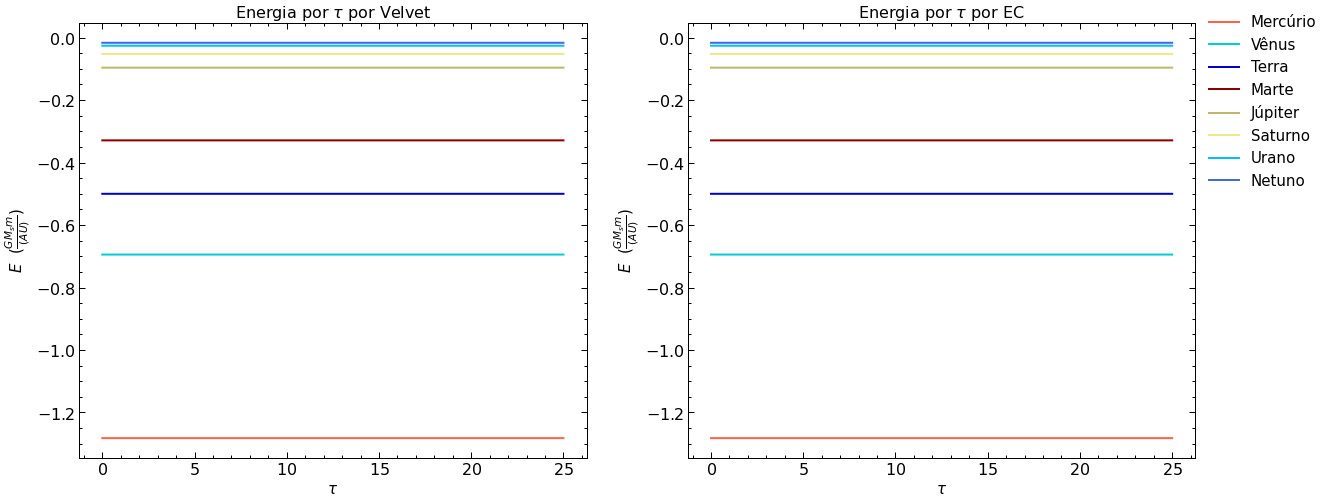 Energia por τ por Velvet
0.0
−0.2
−0.4
−0.6
−0.8
−1.0
−1.2
E (GMₛm/(AU))
0 5 10 15 20 25
τ
Energia por τ por EC
0.0
−0.2
−0.4
−0.6
−0.8
−1.0
−1.2
E (GMₛm/(AU))
0 5 10 15 20 25
τ
Mercúrio
Vênus
Terra
Marte
Júpiter
Saturno
Urano
Netuno